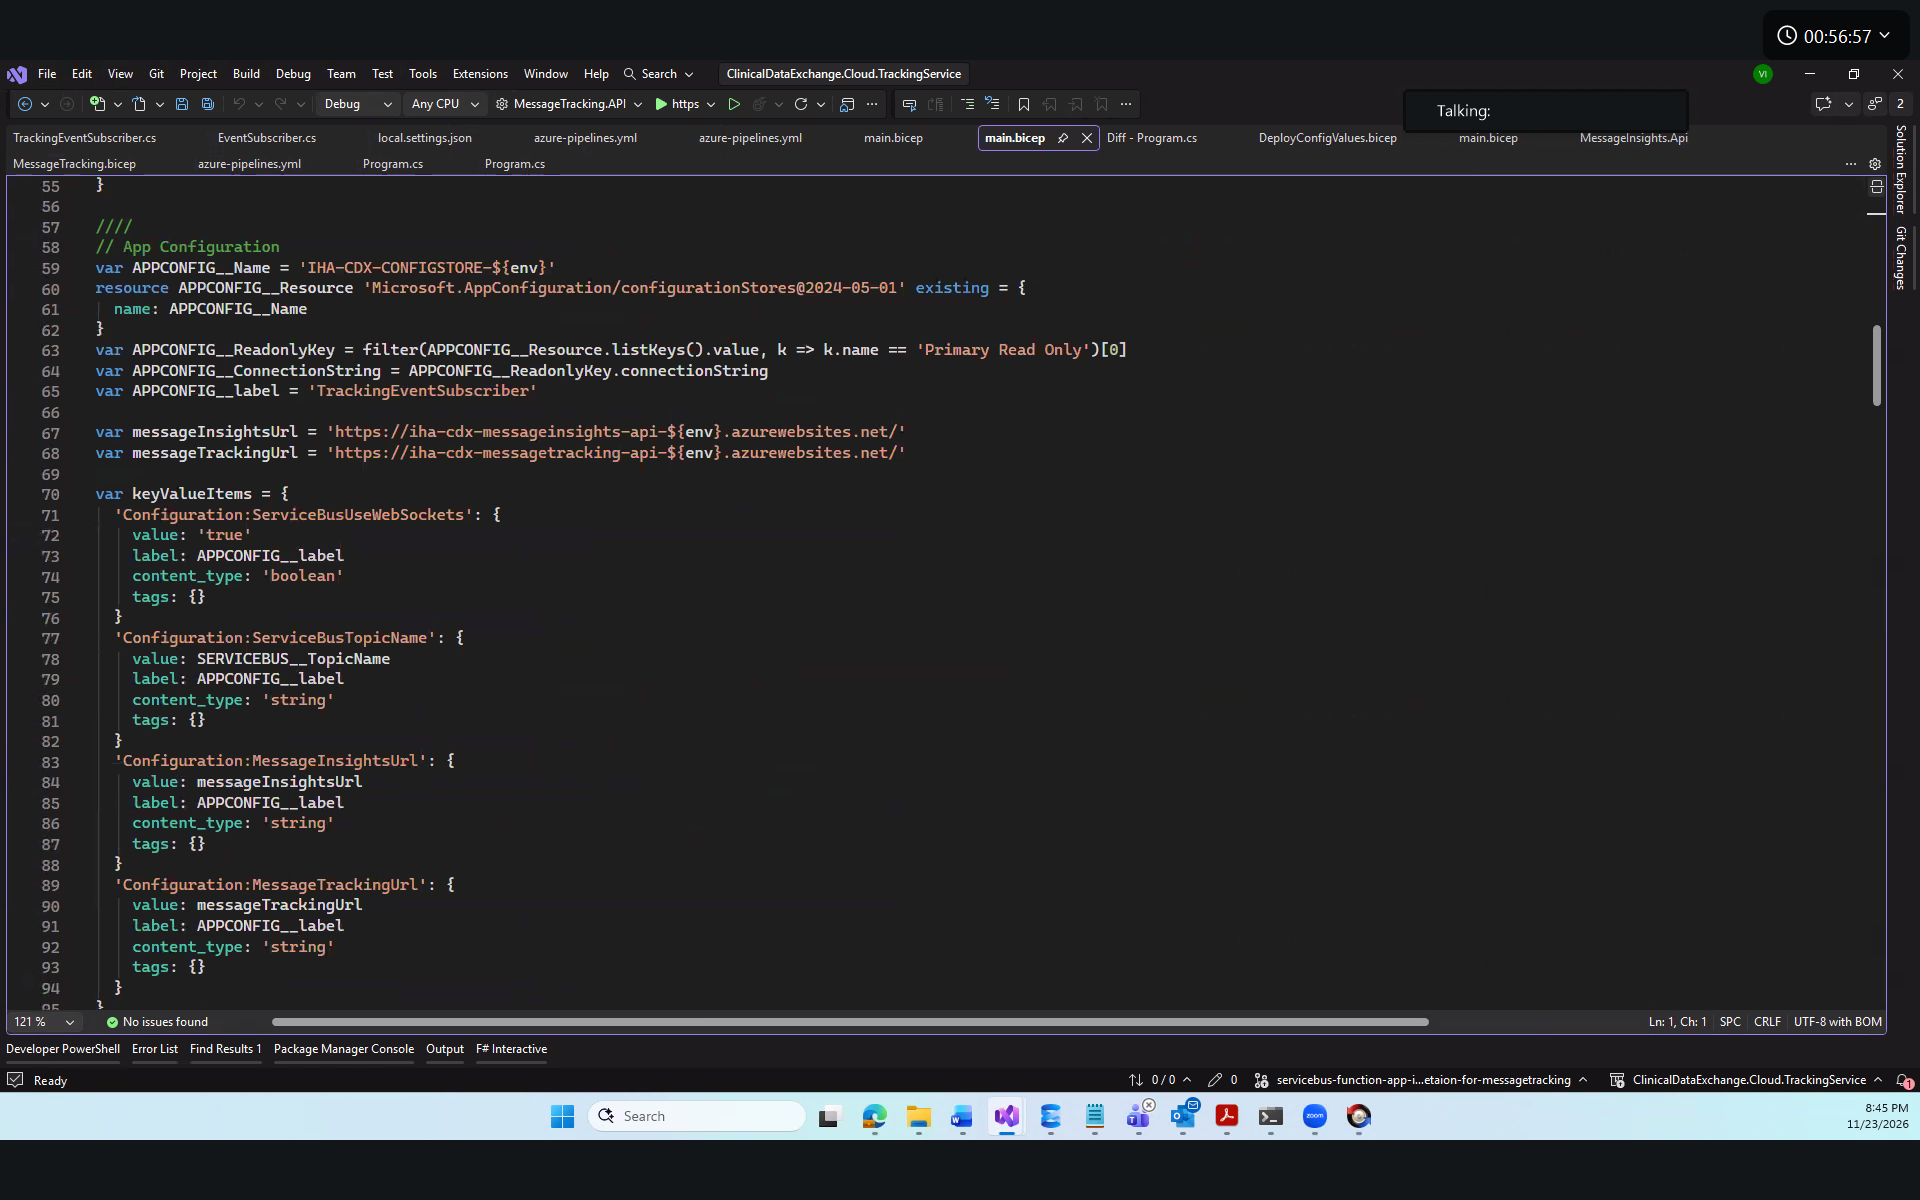 00:56:57
File Edit View Git Project Build Debug Team Test Tools Extensions Window Help Search ClinicalDataExchange.Cloud.TrackingService VI
Debug Any CPU MessageTracking.API https 2
Talking:
TrackingEventSubscriber.cs EventSubscriber.cs local.settings.json azure-pipelines.yml azure-pipelines.yml main.bicep main.bicep Diff - Program.cs DeployConfigValues.bicep main.bicep MessageInsights.Api
MessageTracking.bicep azure-pipelines.yml Program.cs Program.cs
Solution Explorer
Git Changes
55 }
56
57 ////
58 // App Configuration
59 var APPCONFIG__Name = 'IHA-CDX-CONFIGSTORE-${env}'
60 resource APPCONFIG__Resource 'Microsoft.AppConfiguration/configurationStores@2024-05-01' existing = {
61 name: APPCONFIG__Name
62 }
63 var APPCONFIG__ReadonlyKey = filter(APPCONFIG__Resource.listKeys().value, k => k.name == 'Primary Read Only')[0]
64 var APPCONFIG__ConnectionString = APPCONFIG__ReadonlyKey.connectionString
65 var APPCONFIG__label = 'TrackingEventSubscriber'
66
67 var messageInsightsUrl = 'https://iha-cdx-messageinsights-api-${env}.azurewebsites.net/'
68 var messageTrackingUrl = 'https://iha-cdx-messagetracking-api-${env}.azurewebsites.net/'
69
70 var keyValueItems = {
71 'Configuration:ServiceBusUseWebSockets': {
72 value: 'true'
73 label: APPCONFIG__label
74 content_type: 'boolean'
75 tags: {}
76 }
77 'Configuration:ServiceBusTopicName': {
78 value: SERVICEBUS__TopicName
79 label: APPCONFIG__label
80 content_type: 'string'
81 tags: {}
82 }
83 'Configuration:MessageInsightsUrl': {
84 value: messageInsightsUrl
85 label: APPCONFIG__label
86 content_type: 'string'
87 tags: {}
88 }
89 'Configuration:MessageTrackingUrl': {
90 value: messageTrackingUrl
91 label: APPCONFIG__label
92 content_type: 'string'
93 tags: {}
94 }
95 }
121 % No issues found Ln: 1, Ch: 1 SPC CRLF UTF-8 with BOM
Developer PowerShell Error List Find Results 1 Package Manager Console Output F# Interactive
Ready 0 / 0 0 servicebus-function-app-i...etaion-for-messagetracking ClinicalDataExchange.Cloud.TrackingService 1
Search zoom
8:45 PM
11/23/2026